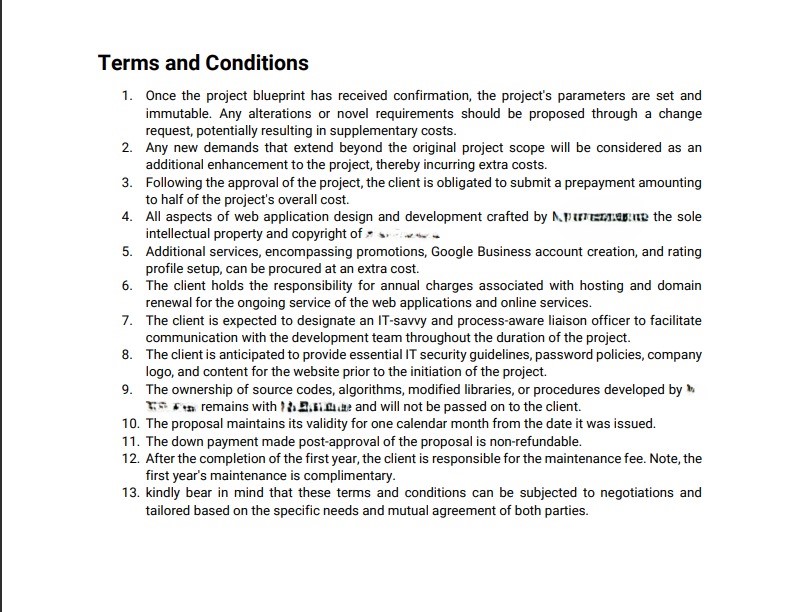 Terms and Conditions
1. Once the project blueprint has received confirmation, the project's parameters are set and
immutable. Any alterations or novel requirements should be proposed through a change
request, potentially resulting in supplementary costs.
2. Any new demands that extend beyond the original project scope will be considered as an
additional enhancement to the project, thereby incurring extra costs.
3. Following the approval of the project, the client is obligated to submit a prepayment amounting
to half of the project's overall cost.
4. All aspects of web application design and development crafted by the sole
intellectual property and copyright of
5. Additional services, encompassing promotions, Google Business account creation, and rating
profile setup, can be procured at an extra cost.
6. The client holds the responsibility for annual charges associated with hosting and domain
renewal for the ongoing service of the web applications and online services.
7. The client is expected to designate an IT-savvy and process-aware liaison officer to facilitate
communication with the development team throughout the duration of the project.
8. The client is anticipated to provide essential IT security guidelines, password policies, company
logo, and content for the website prior to the initiation of the project.
9. The ownership of source codes, algorithms, modified libraries, or procedures developed by
remains with and will not be passed on to the client.
10. The proposal maintains its validity for one calendar month from the date it was issued.
11. The down payment made post-approval of the proposal is non-refundable.
12. After the completion of the first year, the client is responsible for the maintenance fee. Note, the
first year's maintenance is complimentary.
13. kindly bear in mind that these terms and conditions can be subjected to negotiations and
tailored based on the specific needs and mutual agreement of both parties.